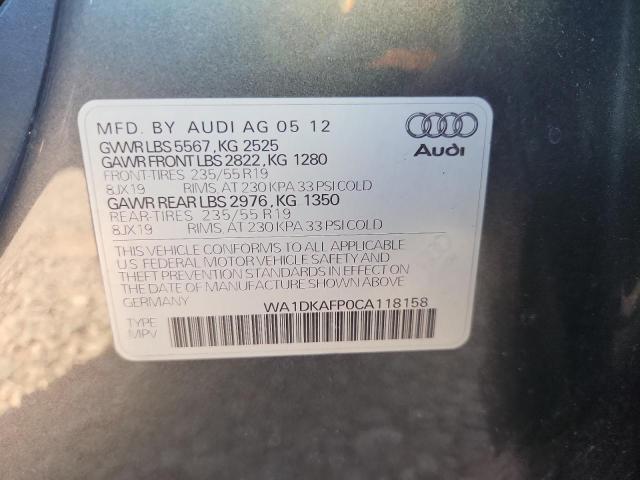 MFD. BY AUDI AG 05 12
GVWR LBS 5567, KG 2525
GAWR FRONT LBS 2822, KG 1280
FRONT-TIRES 235/55 R19
8JX19 RIMS, AT 230 KPA 33 PSI COLD
GAWR REAR LBS 2976, KG 1350
REAR-TIRES 235/55 R19
8JX19 RIMS, AT 230 KPA 33 PSI COLD
THIS VEHICLE CONFORMS TO ALL APPLICABLE
U.S FEDERAL MOTOR VEHICLE SAFETY AND
THEFT PREVENTION STANDARDS IN EFFECT ON
THE DATE OF MANUFACTURE SHOWN ABOVE
GERMANY WA1DKAFP0CA118158
TYPE
MPV
Audi